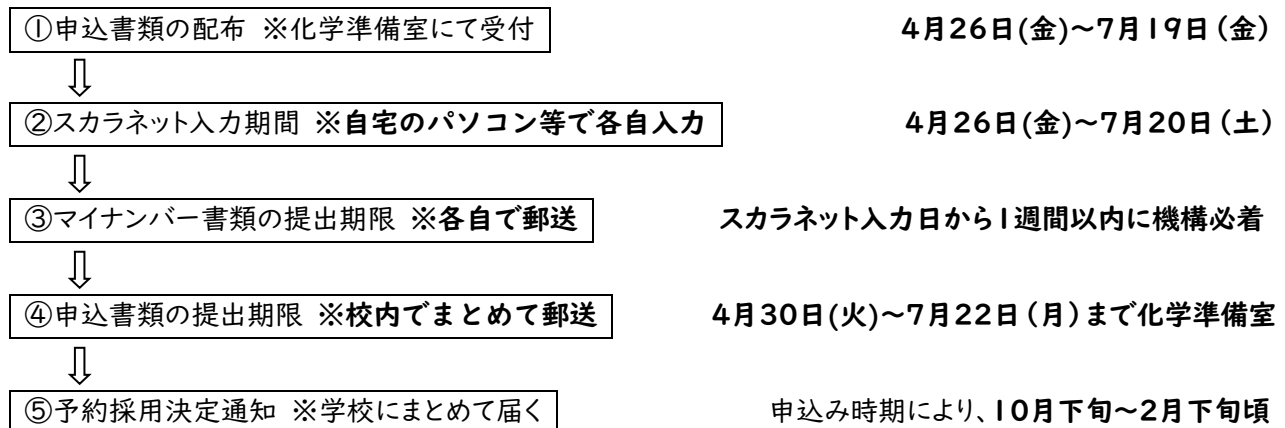 ①申込書類の配布 ※化学準備室にて受付 4月26日(金)～7月19日(金)
⇩
②スカラネット入力期間 ※自宅のパソコン等で各自入力 4月26日(金)～7月20日(土)
⇩
③マイナンバー書類の提出期限 ※各自で郵送 スカラネット入力日から1週間以内に機構必着
⇩
④申込書類の提出期限 ※校内でまとめて郵送 4月30日(火)～7月22日(月)まで化学準備室
⇩
⑤予約採用決定通知 ※学校にまとめて届く 申込み時期により、10月下旬～2月下旬頃